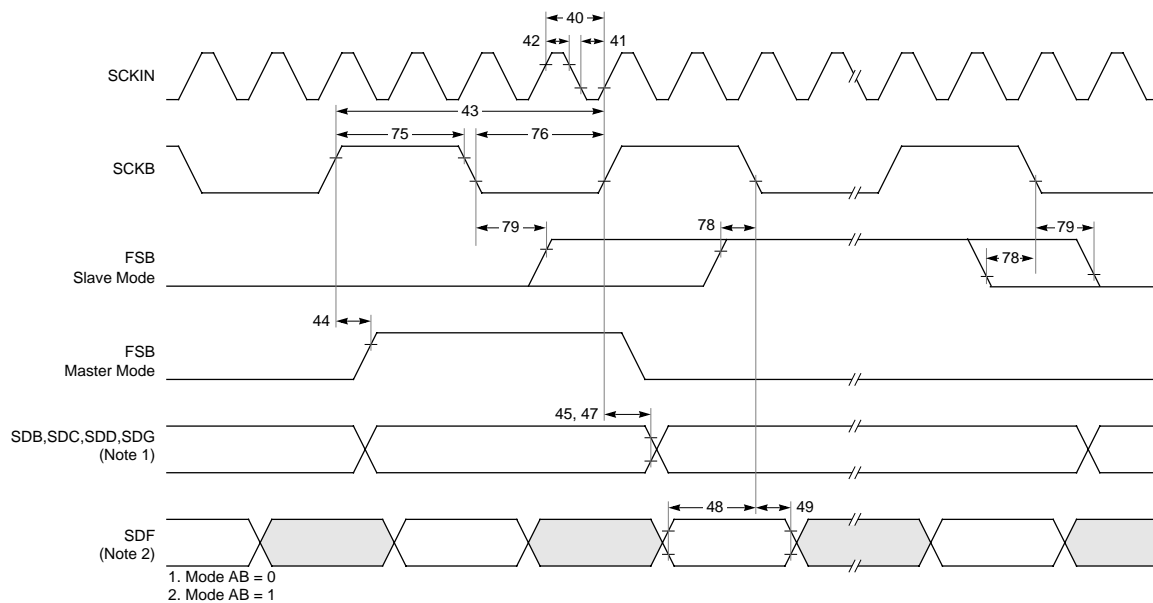 40
42
41
SCKIN
43
75
76
SCKB
79
78
79
78
FSB
Slave Mode
44
FSB
Master Mode
45, 47
SDB,SDC,SDD,SDG
(Note 1)
48
49
SDF
(Note 2)
1. Mode AB = 0
2. Mode AB = 1